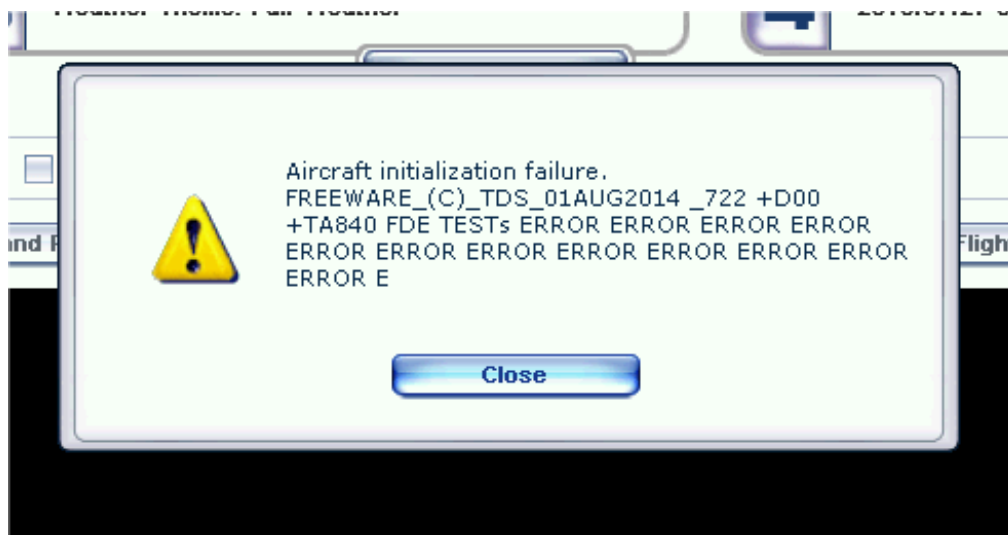 Aircraft initialization failure.
FREEWARE_(C)_TDS_01AUG2014 _722 +D00
+TA840 FDE TESTs ERROR ERROR ERROR ERROR
ERROR ERROR ERROR ERROR ERROR ERROR ERROR
ERROR E
Close